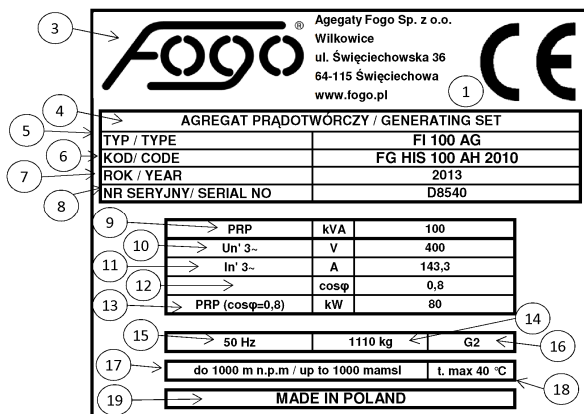 3
Fogo®
Agegaty Fogo Sp. z o.o.
Wilkowice
ul. Święciechowska 36
64-115 Święciechowa
www.fogo.pl
CE
1
4
AGREGAT PRĄDOTWÓRCZY / GENERATING SET
5
TYP / TYPE FI 100 AG
6
KOD/ CODE FG HIS 100 AH 2010
7
ROK / YEAR 2013
8
NR SERYJNY/ SERIAL NO D8540
9
PRP kVA 100
10
Un' 3~ V 400
11
In' 3~ A 143,3
12
cosφ 0,8
13
PRP (cosφ=0,8) kW 80
14
15
50 Hz 1110 kg G2
16
17
do 1000 m n.p.m / up to 1000 mamsl t. max 40 °C
18
19
MADE IN POLAND